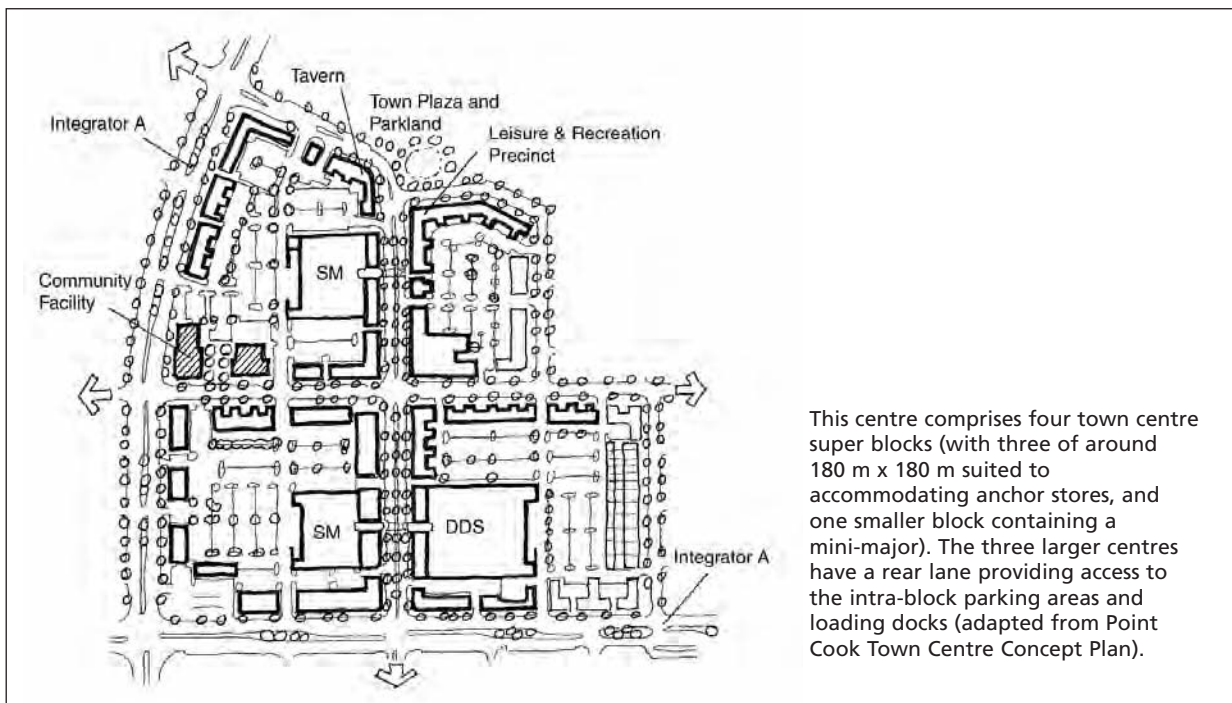 Tavern
Town Plaza and
Parkland
Integrator A
Leisure & Recreation
Precinct
SM
Community
Facility
SM
DDS
Integrator A
This centre comprises four town centre
super blocks (with three of around
180 m x 180 m suited to
accommodating anchor stores, and
one smaller block containing a
mini-major). The three larger centres
have a rear lane providing access to
the intra-block parking areas and
loading docks (adapted from Point
Cook Town Centre Concept Plan).